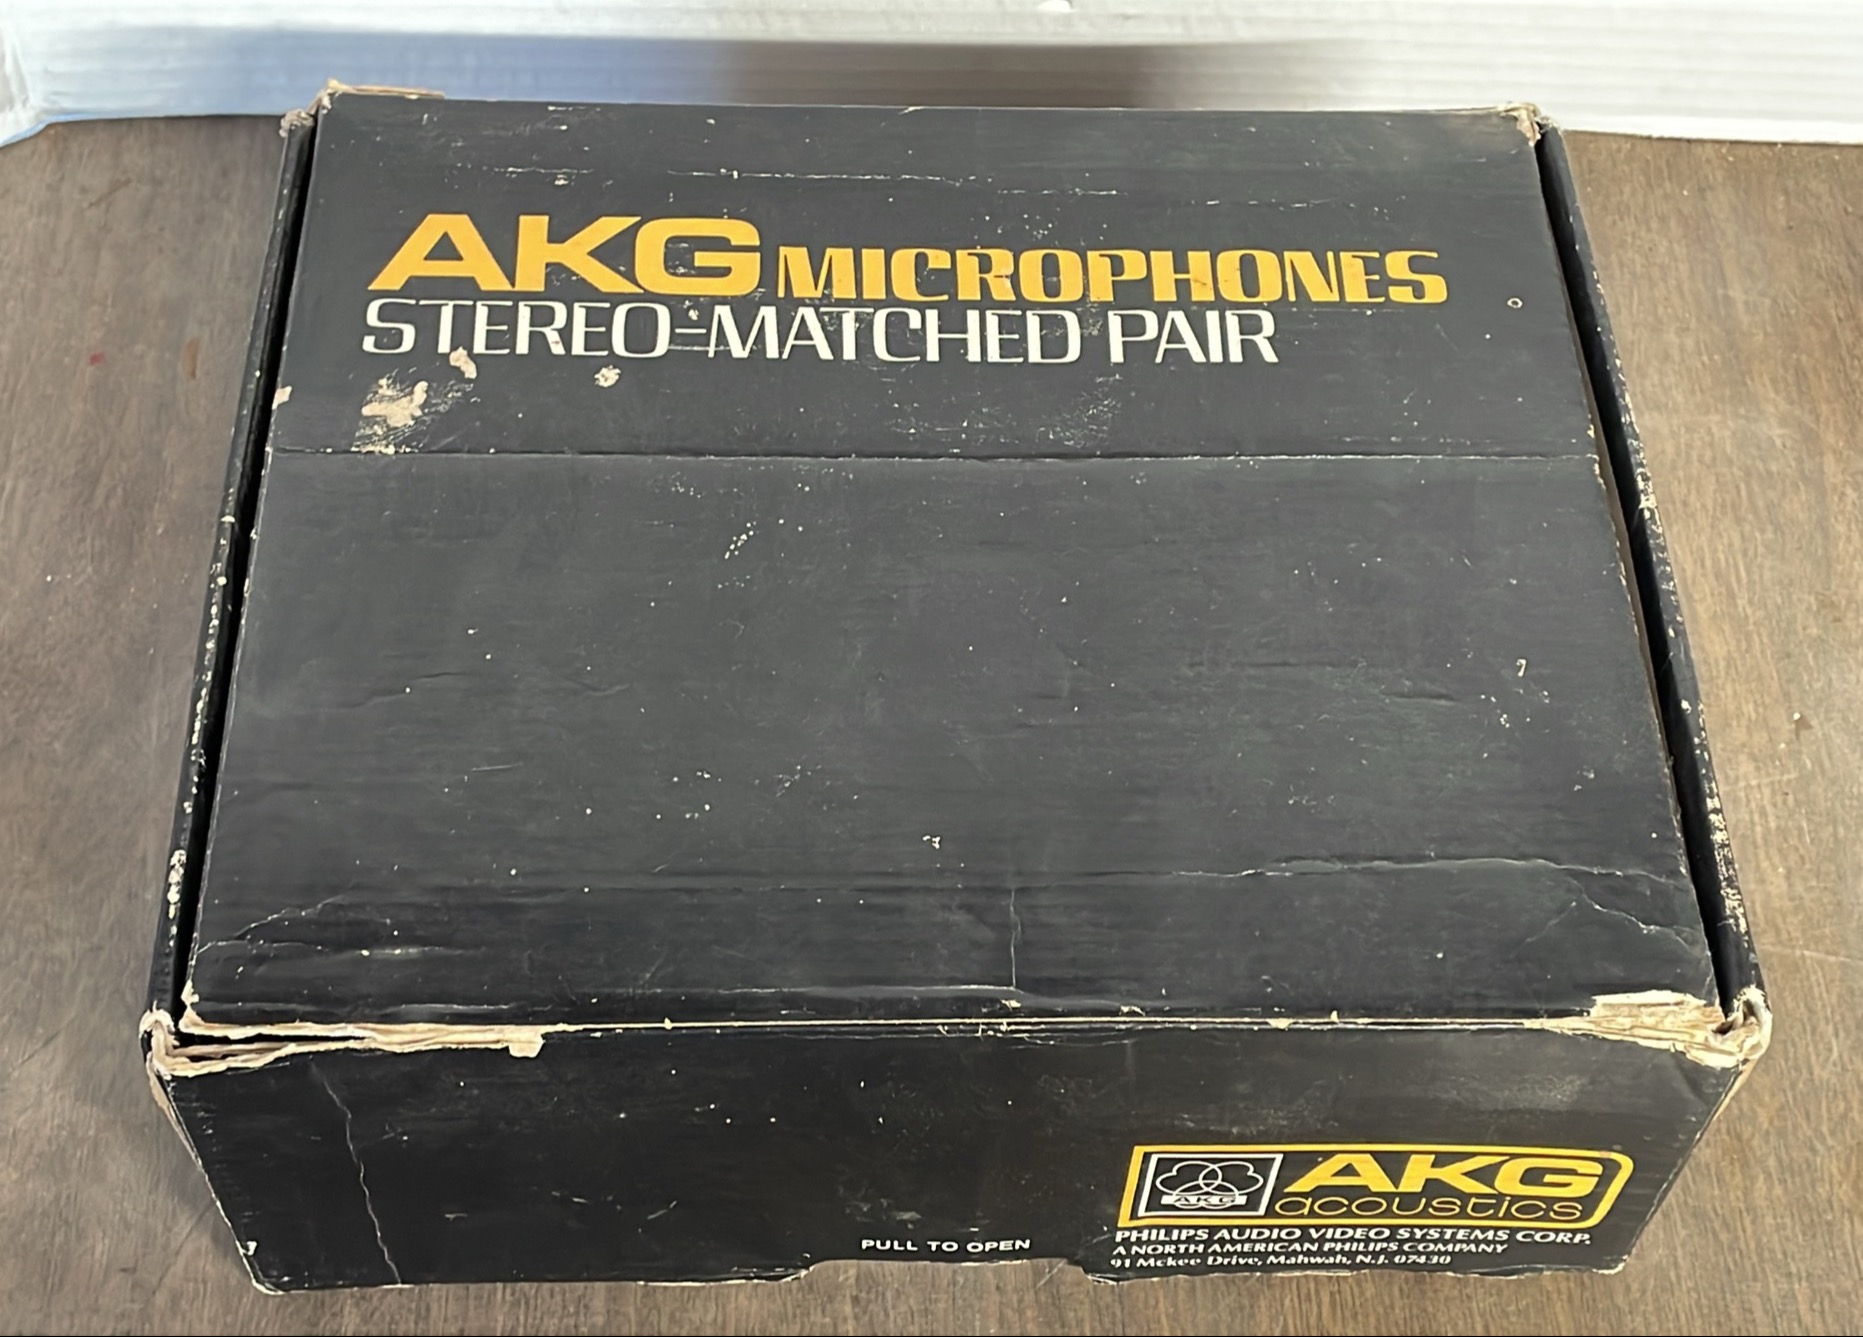 AKG MICROPHONES
STEREO-MATCHED PAIR
AKG
AKG
acoustics
PHILIPS AUDIO VIDEO SYSTEMS CORP.
A NORTH AMERICAN PHILIPS COMPANY
91 McKee Drive, Mahwah, N.J. 07430
PULL TO OPEN